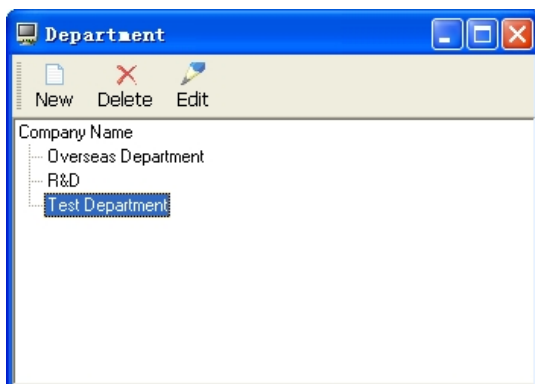 Department
New Delete Edit
Company Name
Overseas Department
R&D
Test Department